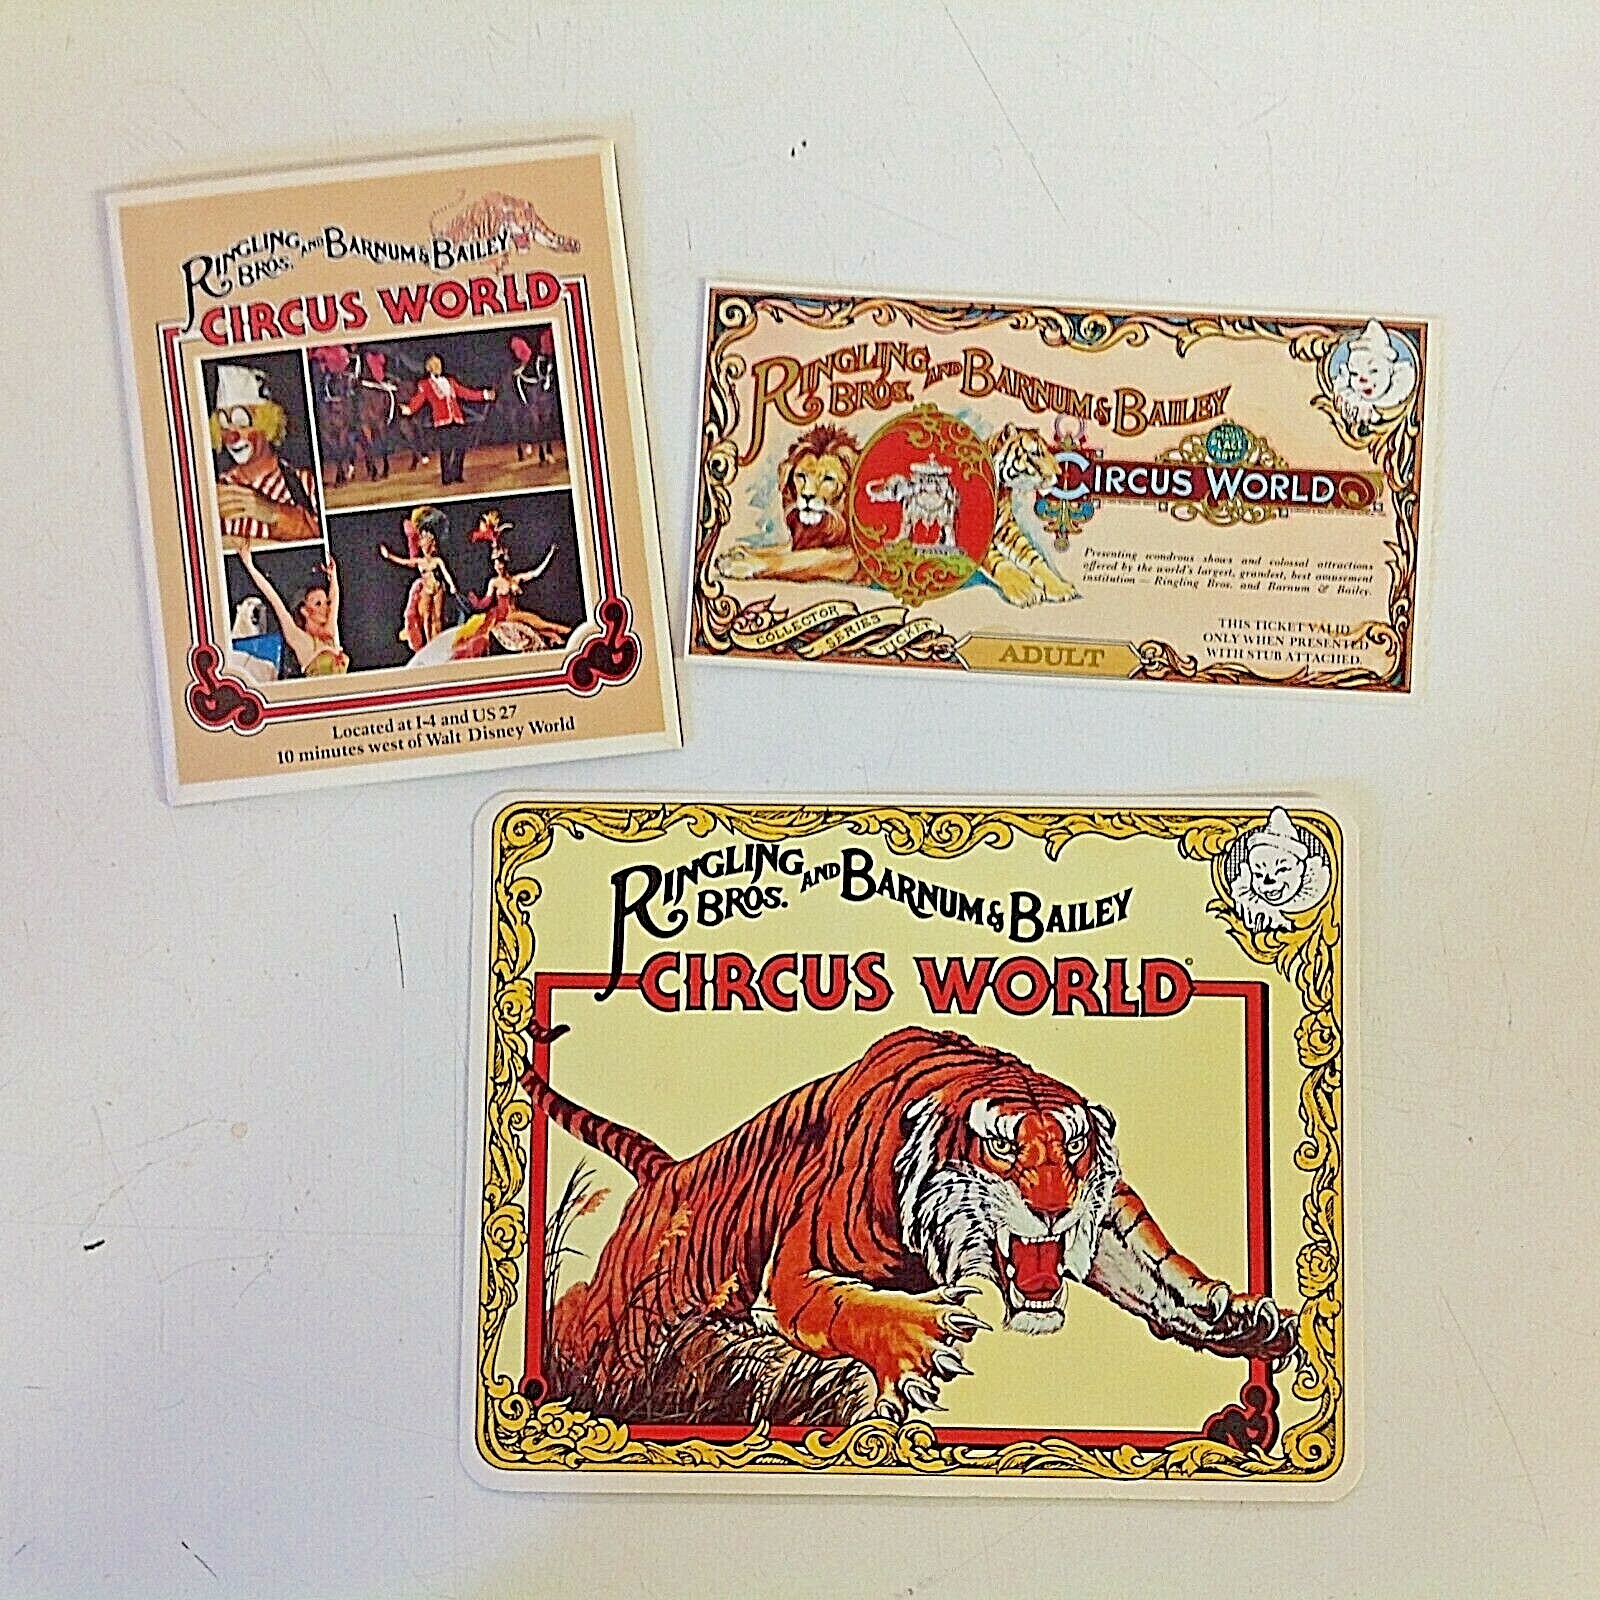 RINGLING BROS. AND BARNUM & BAILEY
CIRCUS WORLD
Located at I-4 and US 27
10 minutes west of Walt Disney World
RINGLING BROS. AND BARNUM & BAILEY
CIRCUS WORLD
Presenting wondrous shows and colossal attractions
offered by the world's largest, grandest, best amusement
institution — Ringling Bros. and Barnum & Bailey.
COLLECTOR SERIES TICKET
ADULT
THIS TICKET VALID
ONLY WHEN PRESENTED
WITH STUB ATTACHED.
RINGLING BROS. AND BARNUM & BAILEY
CIRCUS WORLD